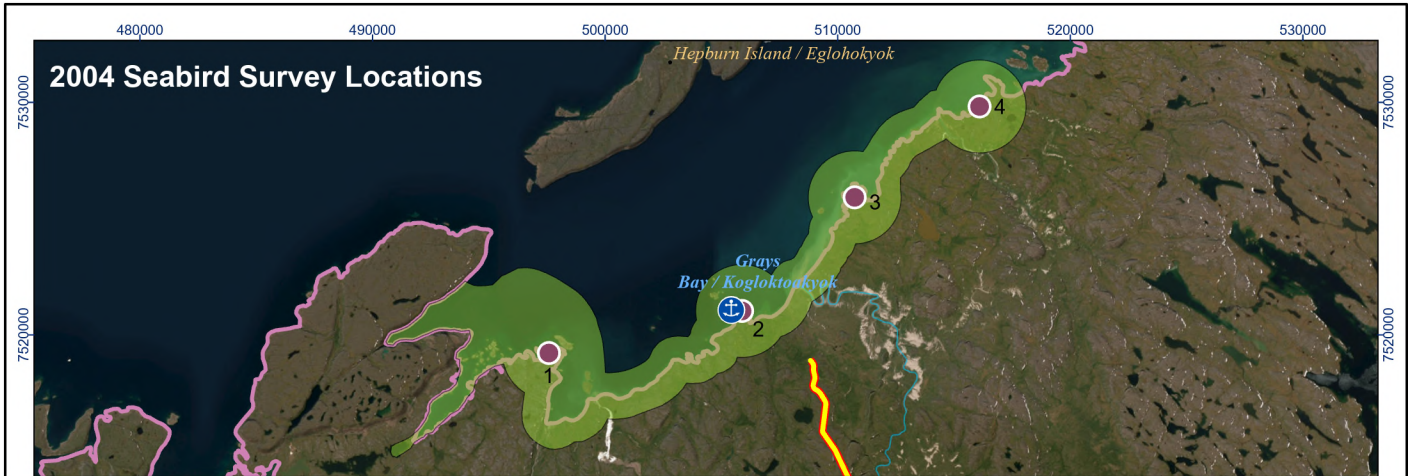 480000 490000 500000 510000 520000 530000
Hepburn Island / Eglohokyok
2004 Seabird Survey Locations
7530000 7530000
4
3
Grays
Bay / Kogloktoakyok
2
7520000 7520000
1